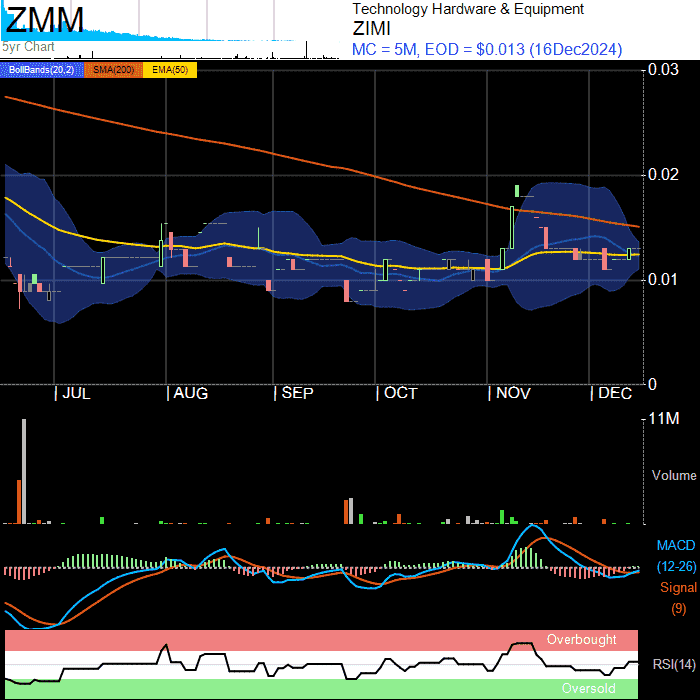 ZMM
5yr Chart
Technology Hardware & Equipment
ZIMI
MC = 5M, EOD = $0.013 (16Dec2024)
BollBands(20,2) SMA(200) EMA(50)
0.03
0.02
0.01
0
| JUL | AUG | SEP | OCT | NOV | DEC
11M
Volume
MACD
(12-26)
Signal
(9)
Overbought
RSI(14)
Oversold